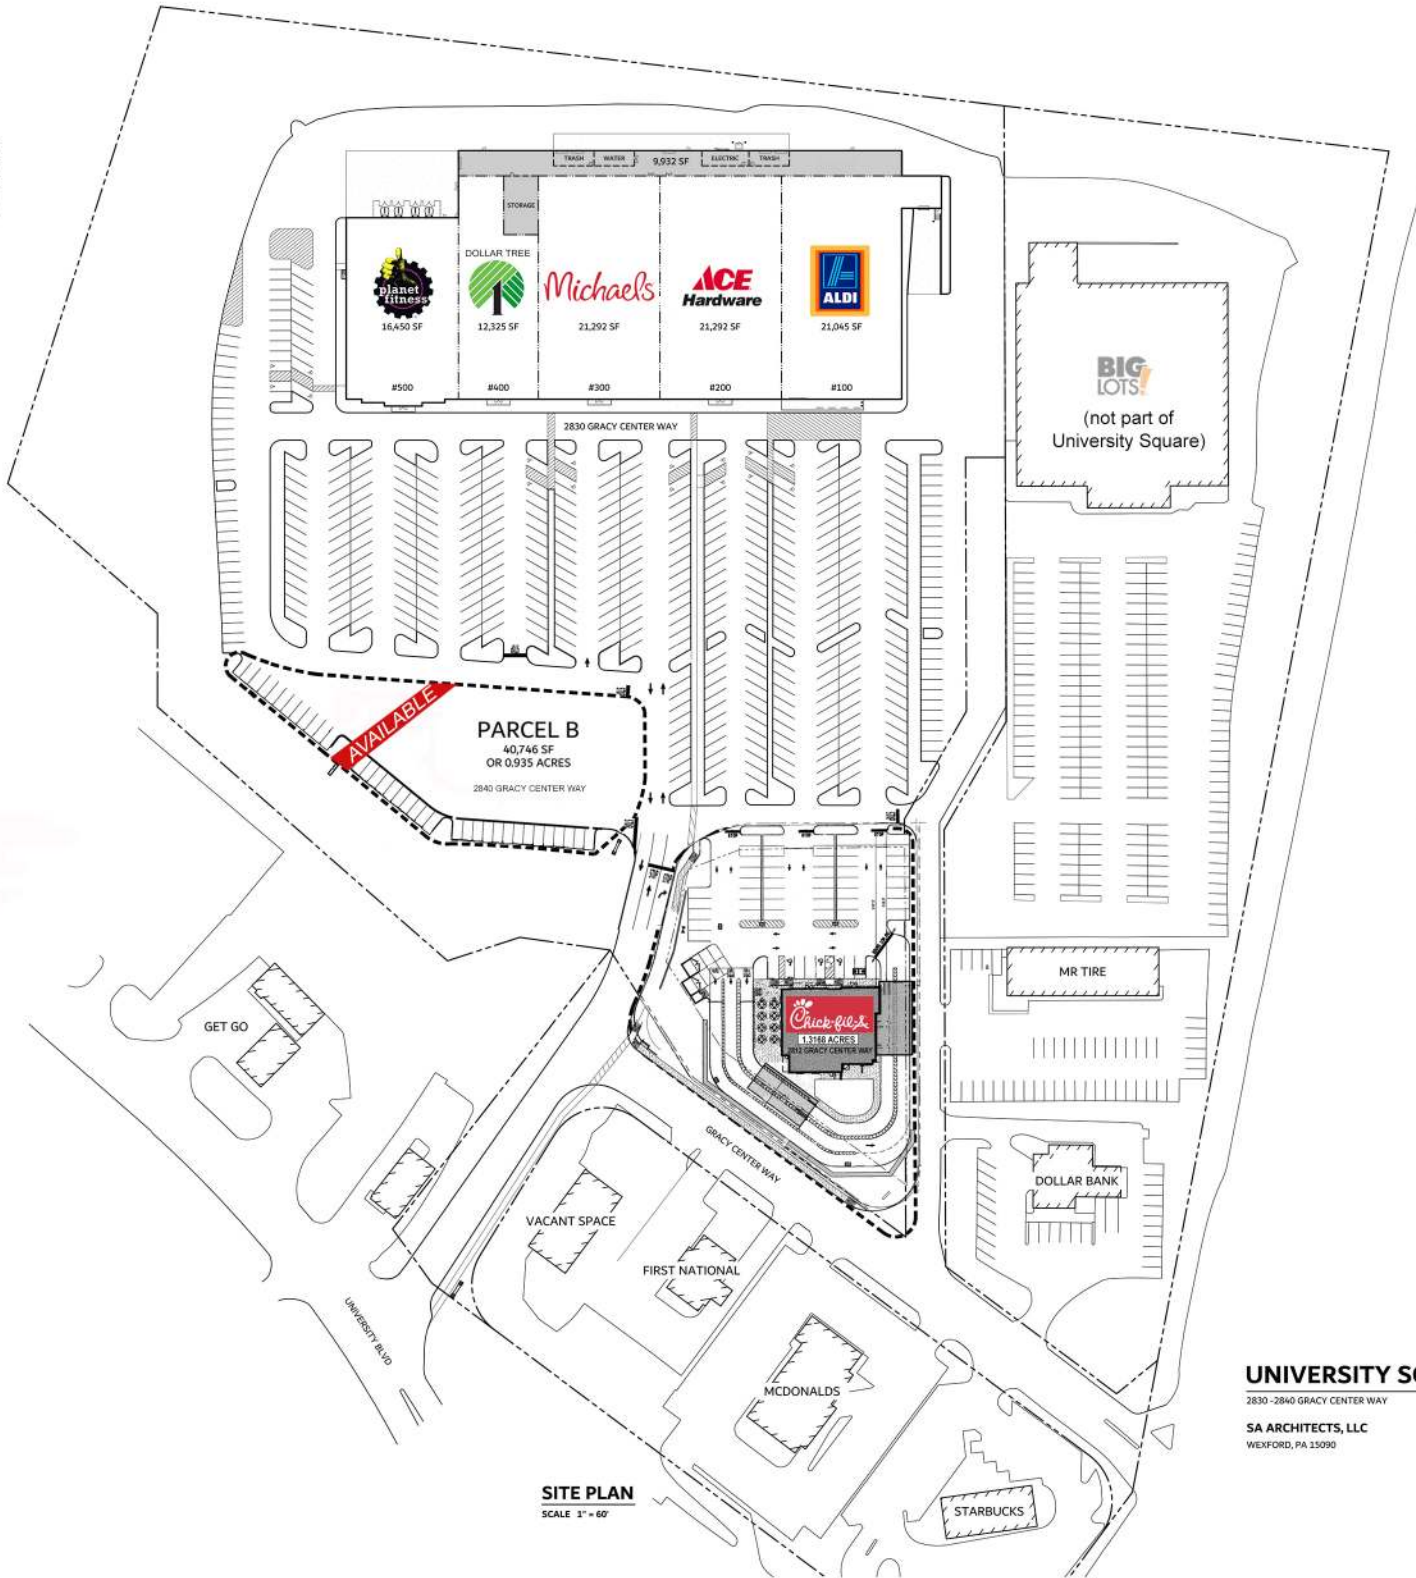 TRASH
WATER
9,932 SF
ELECTRIC
TRASH
STORAGE
planet
fitness
16,450 SF
#500
DOLLAR TREE
1
12,325 SF
#400
Michaels
21,292 SF
#300
ACE
Hardware
21,292 SF
#200
ALDI
21,045 SF
#100
2830 GRACY CENTER WAY
BIG
LOTS!
(not part of
University Square)
AVAILABLE
PARCEL B
40,746 SF
OR 0.935 ACRES
2840 GRACY CENTER WAY
MR TIRE
Chick-fil-A
1.3168 ACRES
GRACY CENTER WAY
GET GO
GRACY CENTER WAY
DOLLAR BANK
VACANT SPACE
FIRST NATIONAL
UNIVERSITY BLVD
MCDONALDS
STARBUCKS
UNIVERSITY
2830 -2840 GRACY CENTER WAY
SA ARCHITECTS, LLC
WEXFORD, PA 15090
SITE PLAN
SCALE 1" = 60'